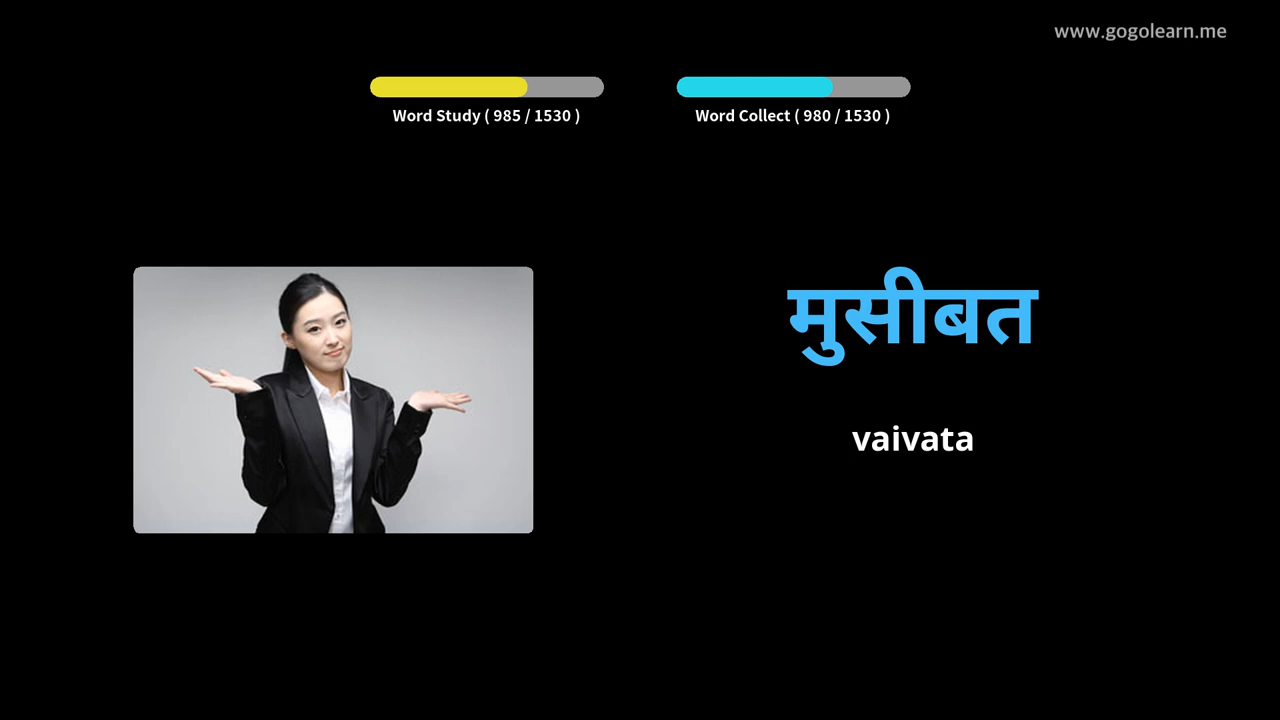 www.gogolearn.me
Word Study ( 985 / 1530 )
Word Collect ( 980 / 1530 )
मुसीबत
vaivata